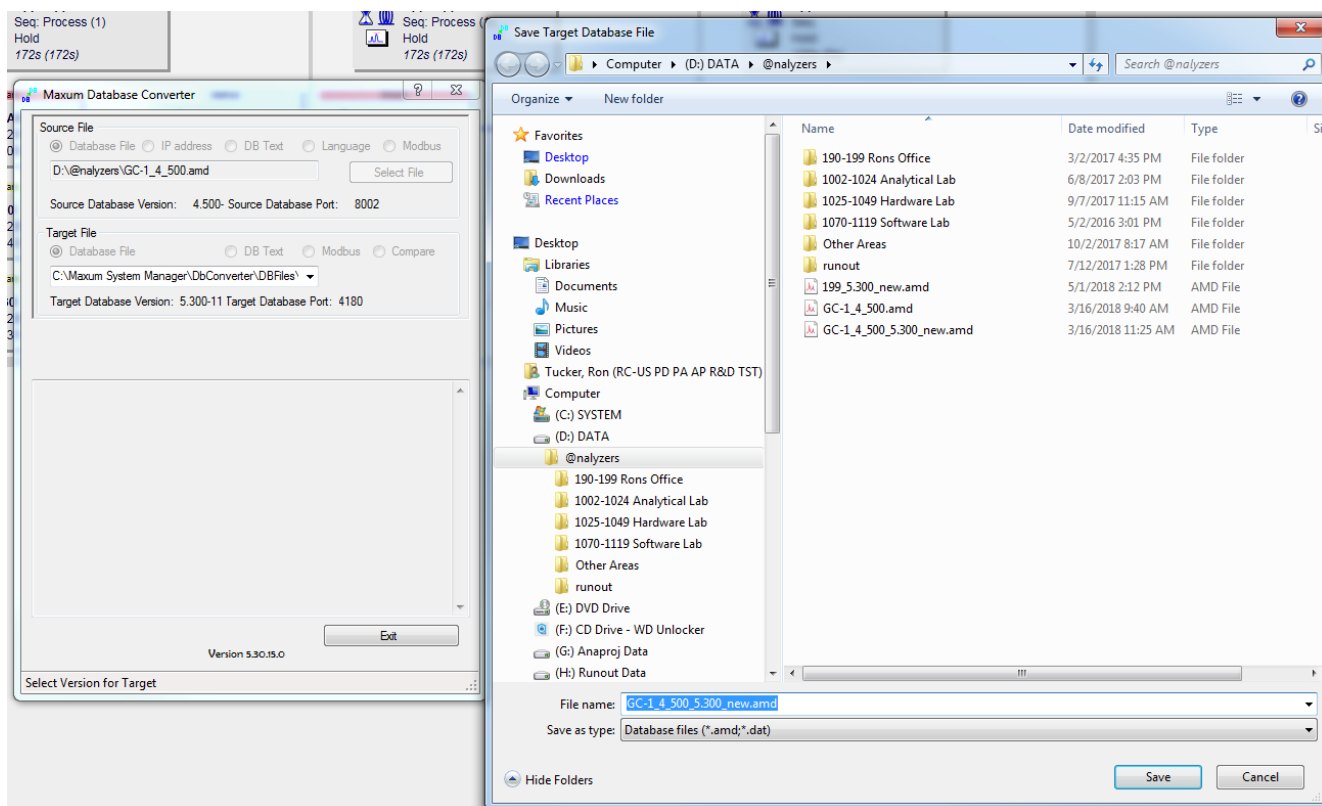 Seq: Process (1)
Hold
172s (172s)
Seq: Process (
Hold
172s (172s)
Maxum Database Converter
Source File
Database File IP address DB Text Language Modbus
D:\@nalyzers\GC-1_4_500.amd Select File
Source Database Version: 4.500- Source Database Port: 8002
Target File
Database File DB Text Modbus Compare
C:\Maxum System Manager\DbConverter\DBFiles\
Target Database Version: 5.300-11 Target Database Port: 4180
Exit
Version 5.30.15.0
Select Version for Target
Save Target Database File
Computer (D:) DATA @nalyzers Search @nalyzers
Organize New folder
Favorites
Desktop
Downloads
Recent Places
Desktop
Libraries
Documents
Music
Pictures
Videos
Tucker, Ron (RC-US PD PA AP R&D TST)
Computer
(C:) SYSTEM
(D:) DATA
@nalyzers
190-199 Rons Office
1002-1024 Analytical Lab
1025-1049 Hardware Lab
1070-1119 Software Lab
Other Areas
runout
(E:) DVD Drive
(F:) CD Drive - WD Unlocker
(G:) Anaproj Data
(H:) Runout Data
Name Date modified Type Si
190-199 Rons Office 3/2/2017 4:35 PM File folder
1002-1024 Analytical Lab 6/8/2017 2:03 PM File folder
1025-1049 Hardware Lab 9/7/2017 11:15 AM File folder
1070-1119 Software Lab 5/2/2016 3:01 PM File folder
Other Areas 10/2/2017 8:17 AM File folder
runout 7/12/2017 1:28 PM File folder
199_5.300_new.amd 5/1/2018 2:12 PM AMD File
GC-1_4_500.amd 3/16/2018 9:40 AM AMD File
GC-1_4_500_5.300_new.amd 3/16/2018 11:25 AM AMD File
File name: GC-1_4_500_5.300_new.amd
Save as type: Database files (*.amd;*.dat)
Hide Folders Save Cancel